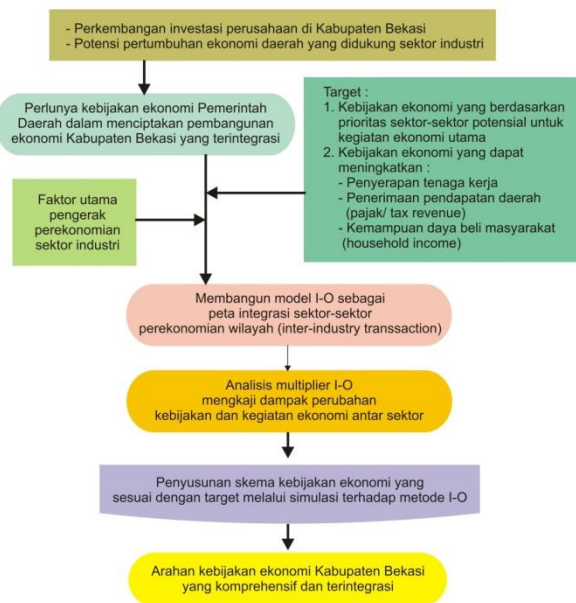 - Perkembangan investasi perusahaan di Kabupaten Bekasi
- Potensi pertumbuhan ekonomi daerah yang didukung sektor industri
Perlunya kebijakan ekonomi Pemerintah
Daerah dalam menciptakan pembangunan
ekonomi Kabupaten Bekasi yang terintegrasi
Target :
1. Kebijakan ekonomi yang berdasarkan
prioritas sektor-sektor potensial untuk
kegiatan ekonomi utama
2. Kebijakan ekonomi yang dapat
meningkatkan :
- Penyerapan tenaga kerja
- Penerimaan pendapatan daerah
(pajak/ tax revenue)
- Kemampuan daya beli masyarakat
(household income)
Faktor utama
pengerak
perekonomian
sektor industri
Membangun model I-O sebagai
peta integrasi sektor-sektor
perekonomian wilayah (inter-industry transsaction)
Analisis multiplier I-O
mengkaji dampak perubahan
kebijakan dan kegiatan ekonomi antar sektor
Penyusunan skema kebijakan ekonomi yang
sesuai dengan target melalui simulasi terhadap metode I-O
Arahan kebijakan ekonomi Kabupaten Bekasi
yang komprehensif dan terintegrasi